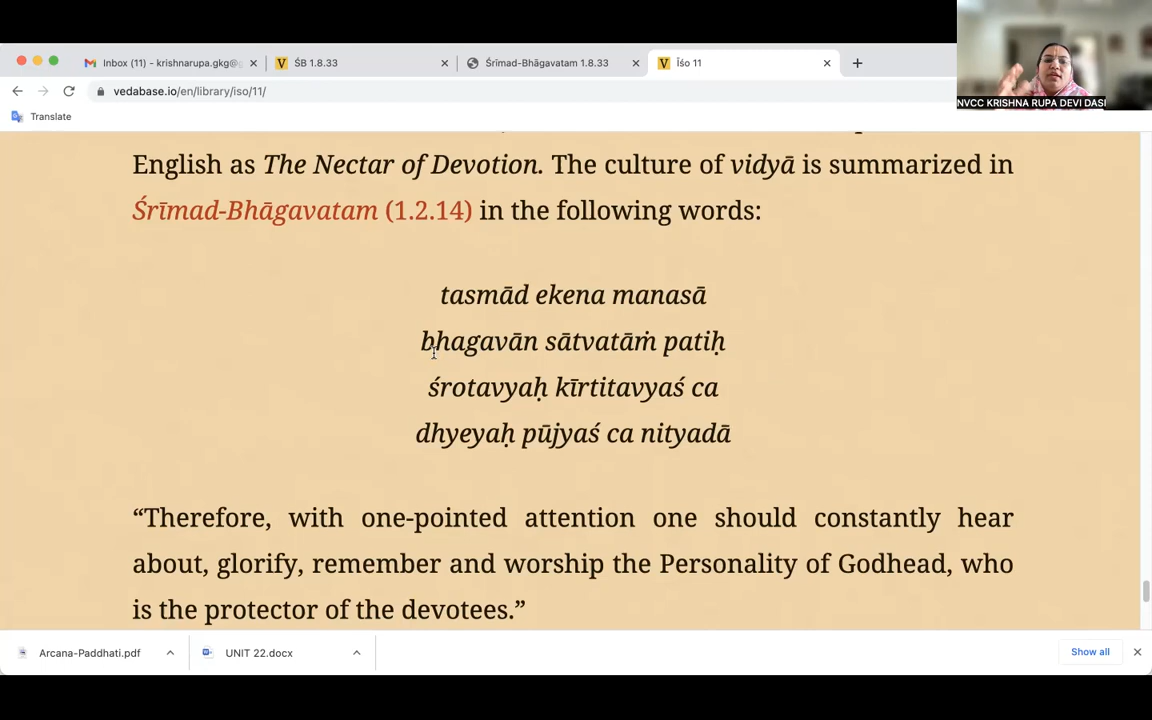 Inbox (11) - krishnarupa.gkg@g
ŚB 1.8.33
Śrīmad-Bhāgavatam 1.8.33
Īśo 11
NVCC KRISHNA RUPA DEVI DASI
vedabase.io/en/library/iso/11/
Translate
English as The Nectar of Devotion. The culture of vidyā is summarized in
Śrīmad-Bhāgavatam (1.2.14) in the following words:
tasmād ekena manasā
bhagavān sātvatāṁ patiḥ
śrotavyaḥ kīrtitavyaś ca
dhyeyaḥ pūjyaś ca nityadā
“Therefore, with one-pointed attention one should constantly hear
about, glorify, remember and worship the Personality of Godhead, who
is the protector of the devotees.”
Arcana-Paddhati.pdf
UNIT 22.docx
Show all